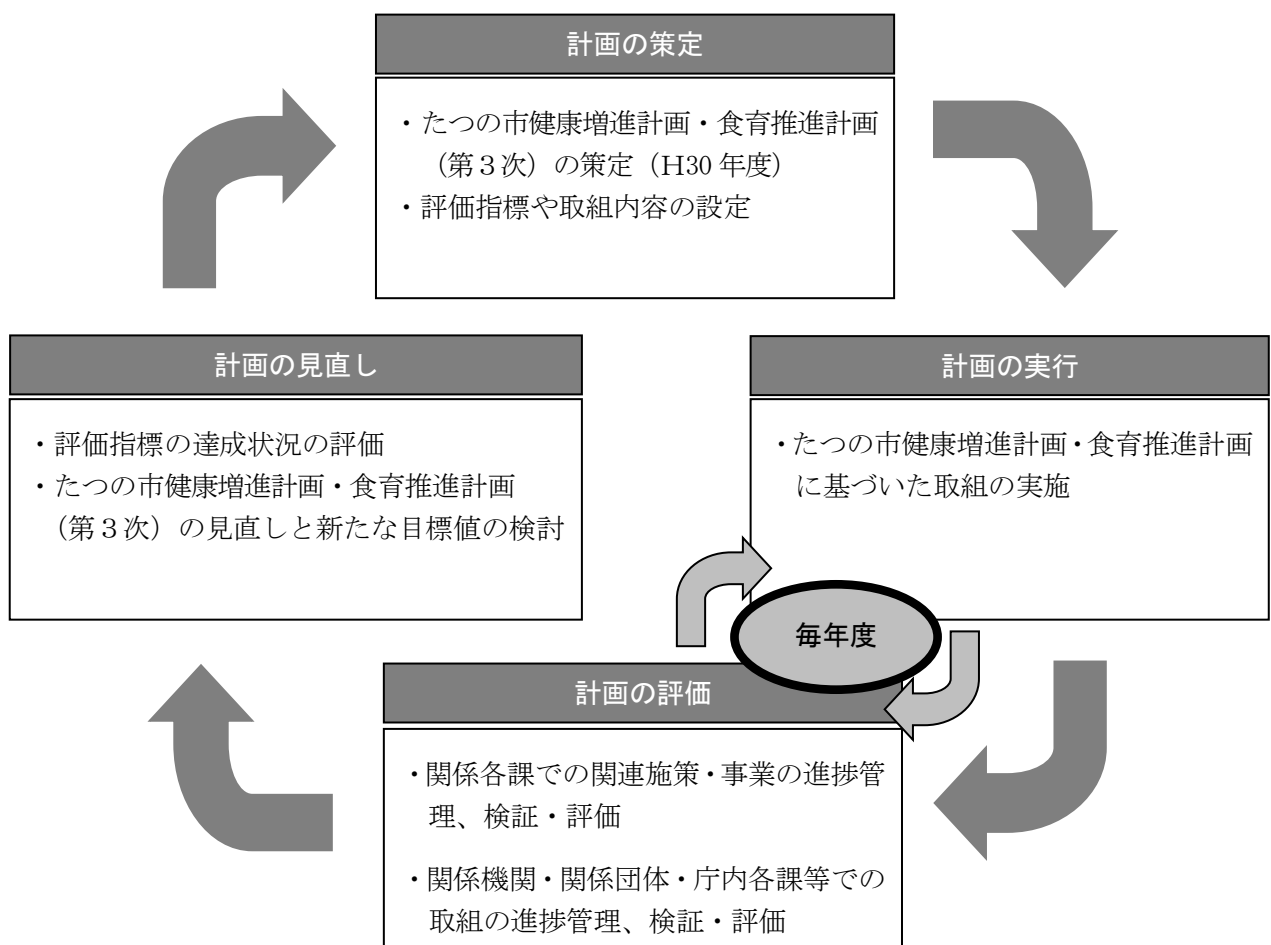 計画の策定
・たつの市健康増進計画・食育推進計画
（第３次）の策定（H30 年度）
・評価指標や取組内容の設定
計画の見直し
・評価指標の達成状況の評価
・たつの市健康増進計画・食育推進計画
（第３次）の見直しと新たな目標値の検討
計画の実行
・たつの市健康増進計画・食育推進計画
に基づいた取組の実施
毎年度
計画の評価
・関係各課での関連施策・事業の進捗管
理、検証・評価
・関係機関・関係団体・庁内各課等での
取組の進捗管理、検証・評価